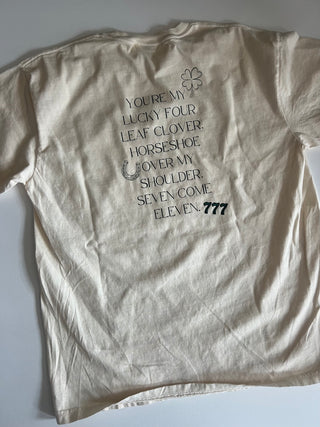 YOU'RE MY
LUCKY FOUR
LEAF CLOVER,
HORSESHOE
OVER MY
SHOULDER,
SEVEN COME
ELEVEN. 777